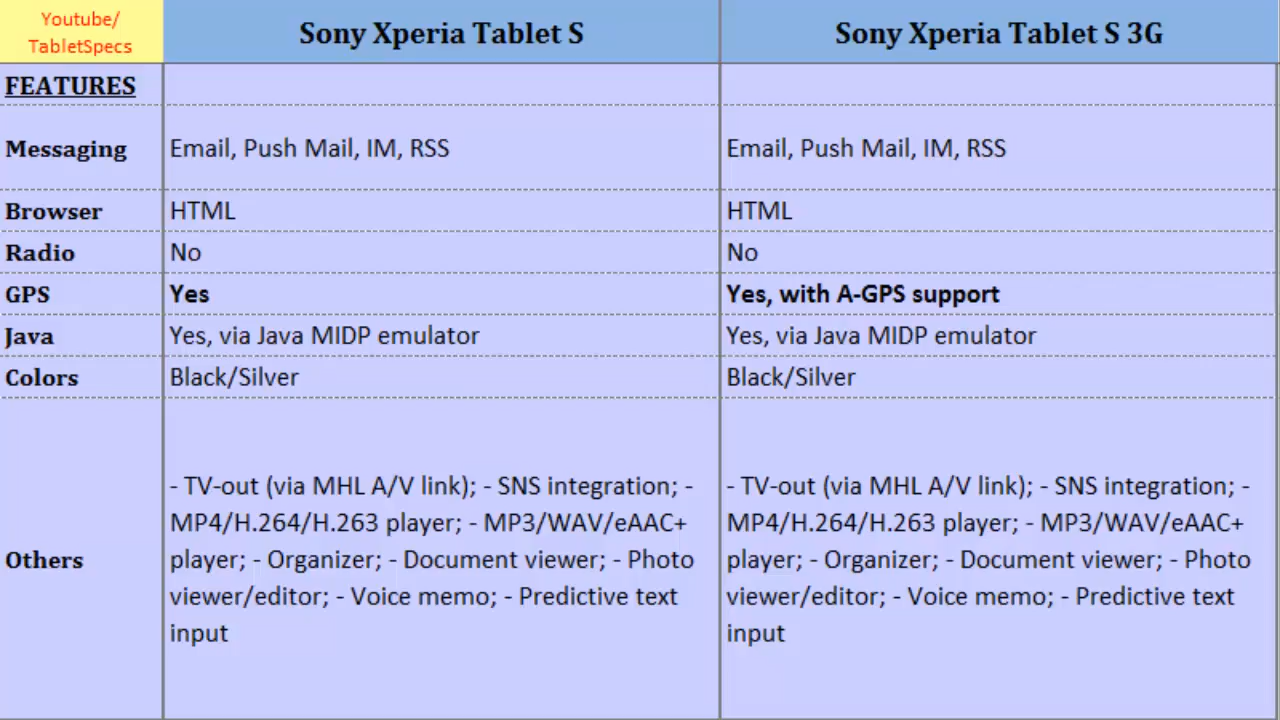 Youtube/
TabletSpecs
Sony Xperia Tablet S
Sony Xperia Tablet S 3G
FEATURES
Messaging
Email, Push Mail, IM, RSS
Email, Push Mail, IM, RSS
Browser
HTML
HTML
Radio
No
No
GPS
Yes
Yes, with A-GPS support
Java
Yes, via Java MIDP emulator
Yes, via Java MIDP emulator
Colors
Black/Silver
Black/Silver
Others
- TV-out (via MHL A/V link); - SNS integration; -
MP4/H.264/H.263 player; - MP3/WAV/eAAC+
player; - Organizer; - Document viewer; - Photo
viewer/editor; - Voice memo; - Predictive text
input
- TV-out (via MHL A/V link); - SNS integration; -
MP4/H.264/H.263 player; - MP3/WAV/eAAC+
player; - Organizer; - Document viewer; - Photo
viewer/editor; - Voice memo; - Predictive text
input